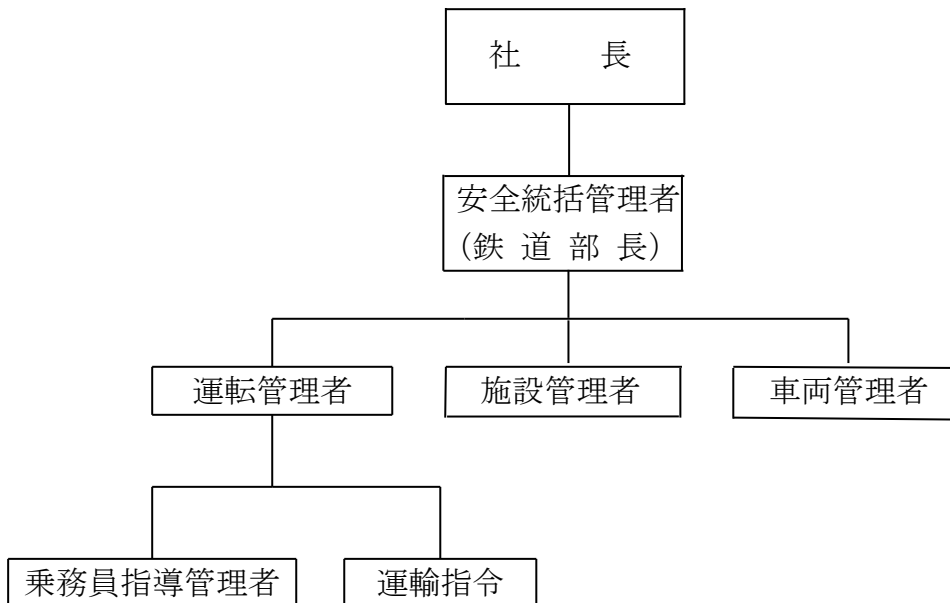 社 長
安全統括管理者
(鉄 道 部 長)
運転管理者
施設管理者
車両管理者
乗務員指導管理者
運輸指令